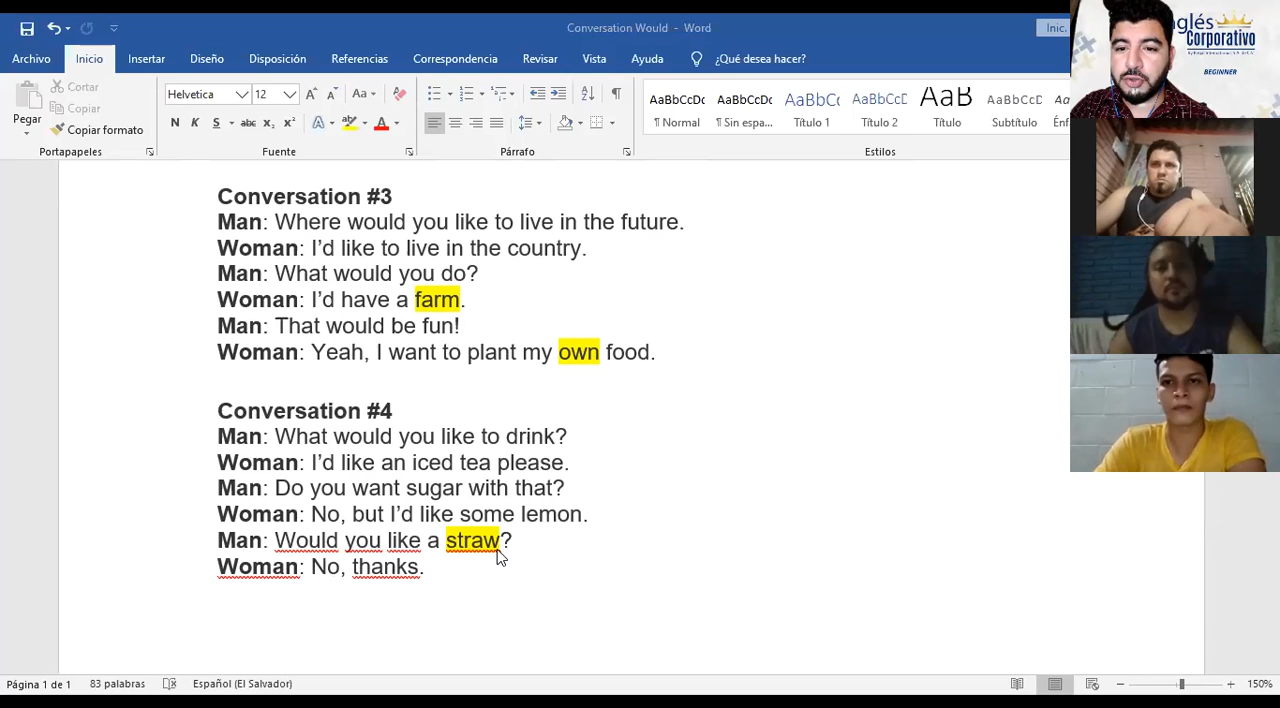 Conversation Would - Word
Inic.
Archivo Inicio Insertar Diseño Disposición Referencias Correspondencia Revisar Vista Ayuda ¿Qué desea hacer?
Pegar
Cortar
Copiar
Copiar formato
Portapapeles
Helvetica 12
N K S abc x₂ x²
Fuente
Párrafo
AaBbCcDc AaBbCcDc AaBbC AaBbCcD AaB AaBbCcD
¶ Normal ¶ Sin espa... Título 1 Título 2 Título Subtítulo
Estilos
Conversation #3
Man: Where would you like to live in the future.
Woman: I’d like to live in the country.
Man: What would you do?
Woman: I’d have a farm.
Man: That would be fun!
Woman: Yeah, I want to plant my own food.
Conversation #4
Man: What would you like to drink?
Woman: I’d like an iced tea please.
Man: Do you want sugar with that?
Woman: No, but I’d like some lemon.
Man: Would you like a straw?
Woman: No, thanks.
Página 1 de 1 83 palabras Español (El Salvador) 150%
Corporativo
BEGINNER